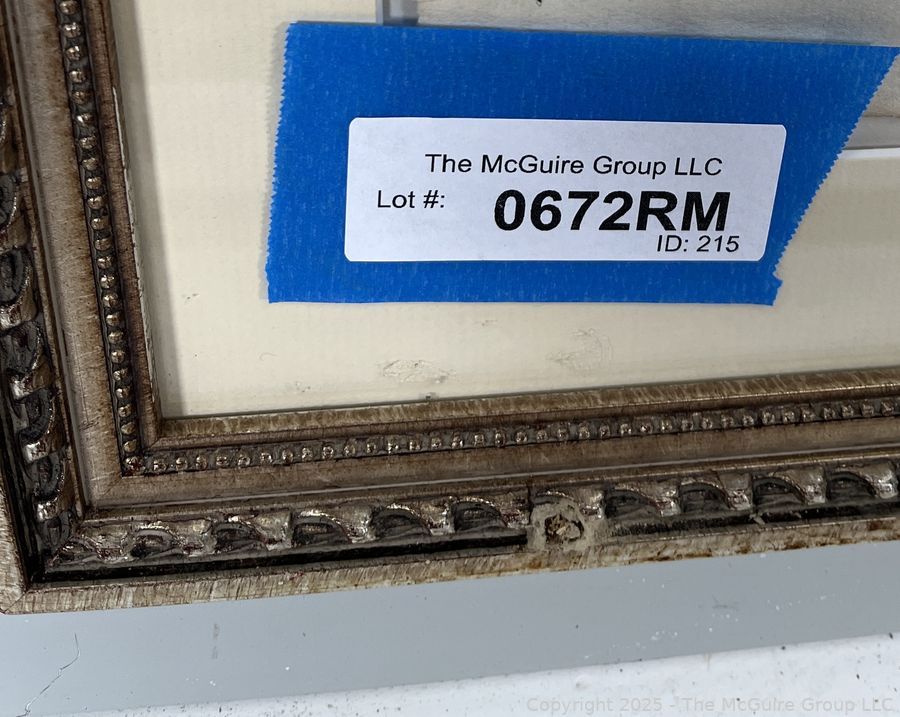 The McGuire Group LLC
Lot #: 0672RM
ID: 215
Copyright 2025 - The McGuire Group LLC